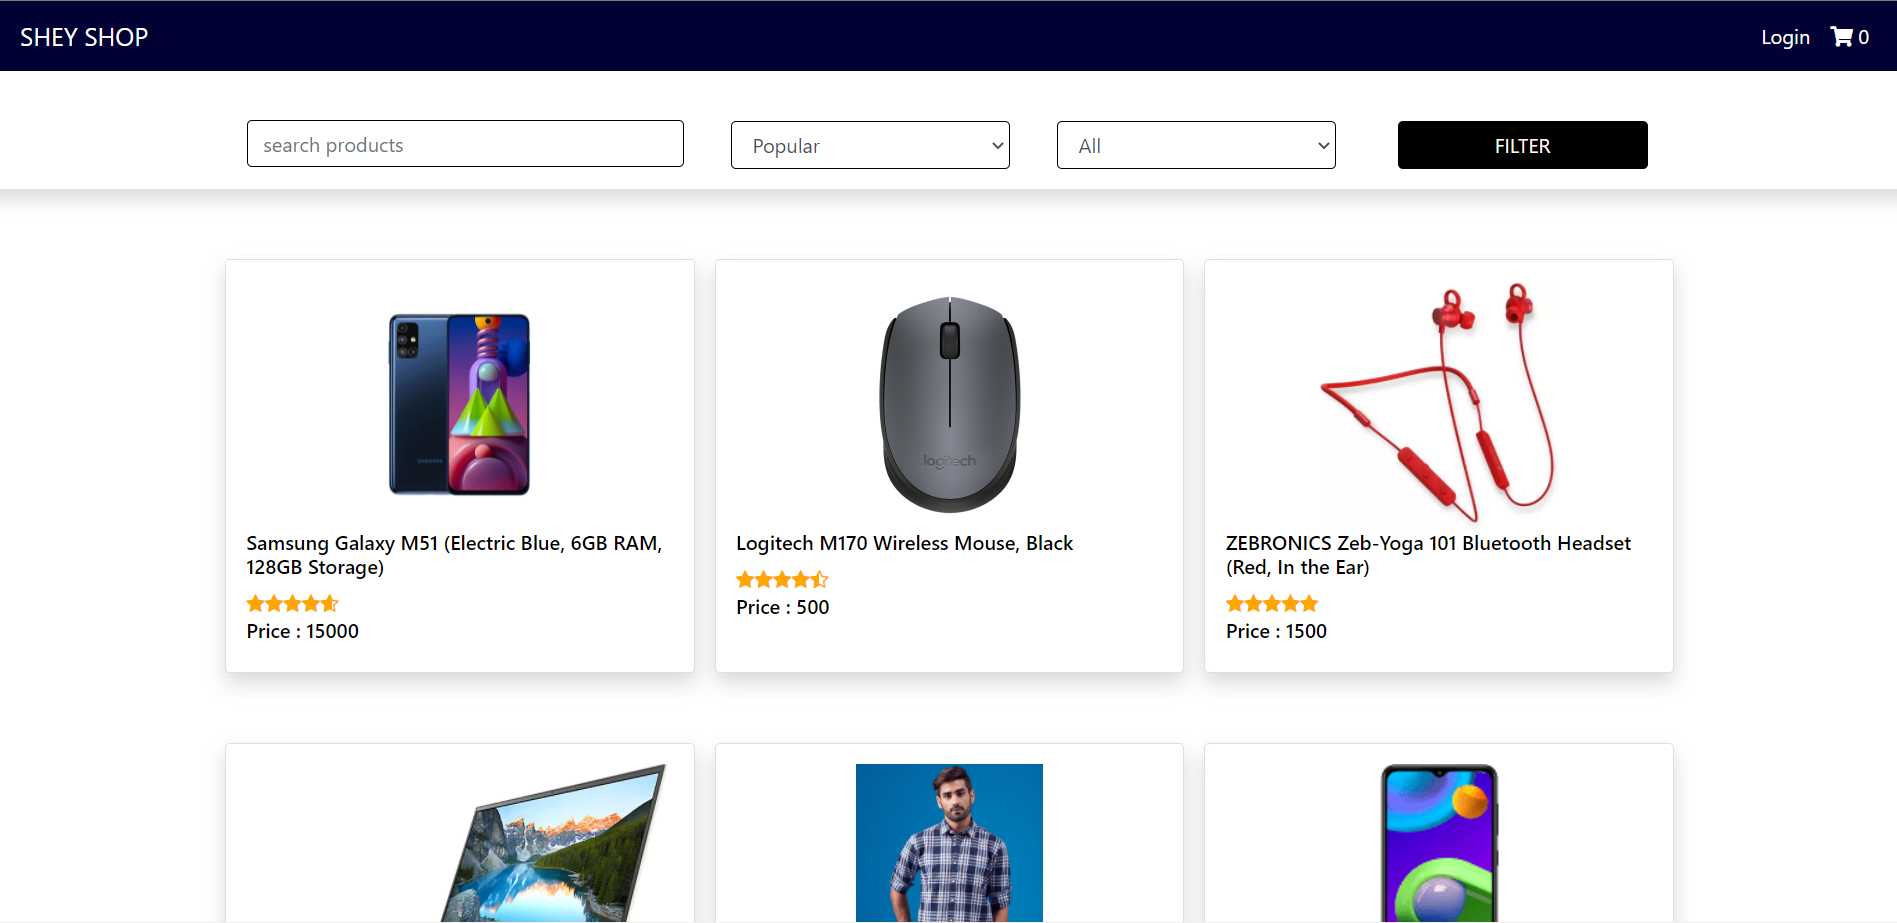 SHEY SHOP
Login 0
search products
Popular
All
FILTER
SAMSUNG
logitech
Samsung Galaxy M51 (Electric Blue, 6GB RAM,
128GB Storage)
Price : 15000
Logitech M170 Wireless Mouse, Black
Price : 500
ZEBRONICS Zeb-Yoga 101 Bluetooth Headset
(Red, In the Ear)
Price : 1500